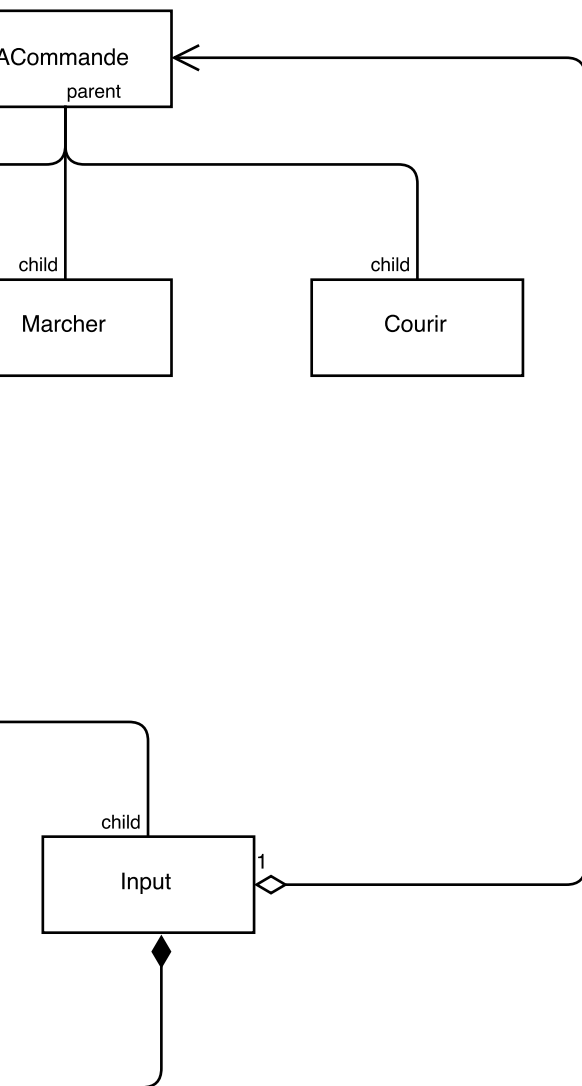 ACommande
parent
child
child
Marcher
Courir
child
1
Input